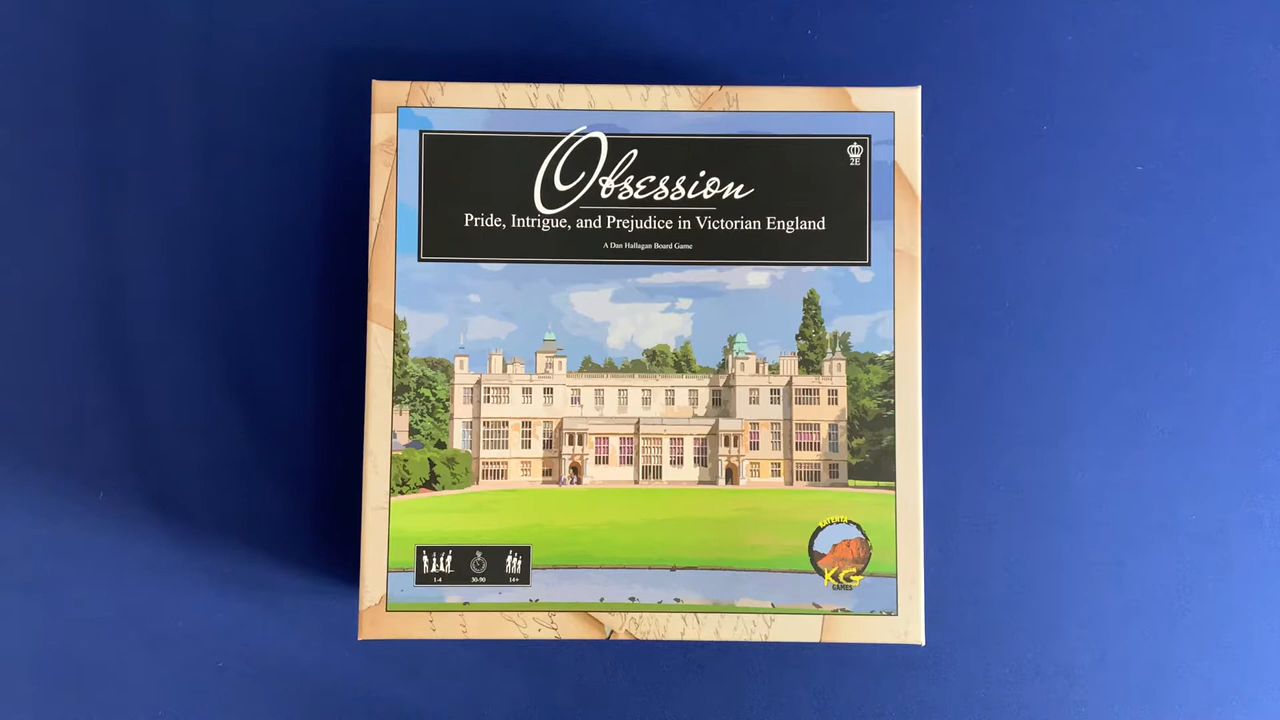 Obsession
2E
Pride, Intrigue, and Prejudice in Victorian England
A Dan Hallagan Board Game
1-4
30-90
14+
KAYENTA
KG
GAMES